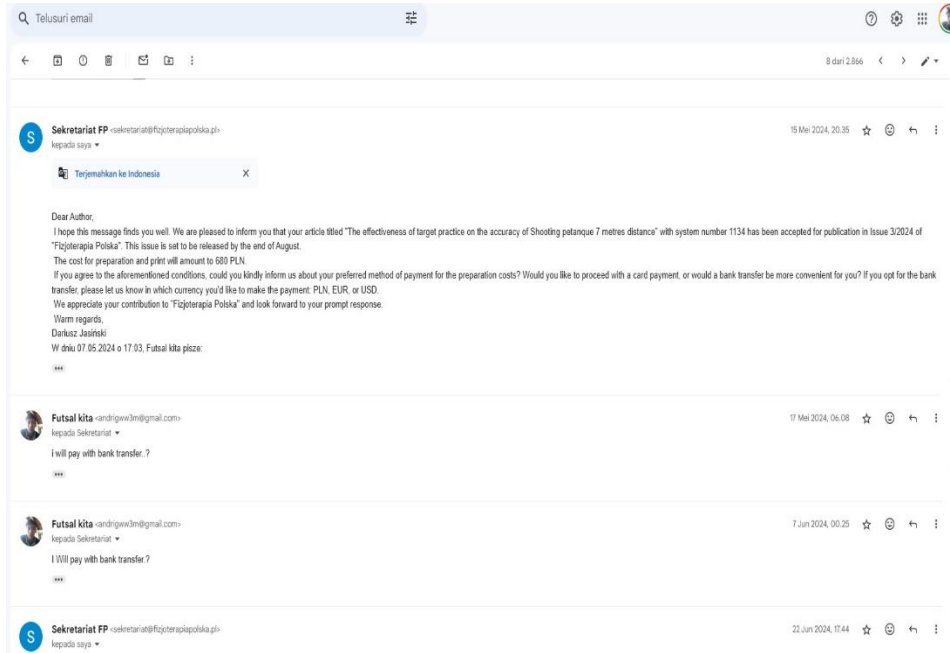 Telusuri email
8 dari 2.866
S
Sekretariat FP <sekretariat@fizjoterapiapolska.pl>
15 Mei 2024, 20.35
kepada saya
Terjemahkan ke Indonesia
Dear Author,
I hope this message finds you well. We are pleased to inform you that your article titled "The effectiveness of target practice on the accuracy of Shooting petanque 7 metres distance" with system number 1134 has been accepted for publication in Issue 3/2024 of
"Fizjoterapia Polska". This issue is set to be released by the end of August.
The cost for preparation and print will amount to 680 PLN.
If you agree to the aforementioned conditions, could you kindly inform us about your preferred method of payment for the preparation costs? Would you like to proceed with a card payment, or would a bank transfer be more convenient for you? If you opt for the bank
transfer, please let us know in which currency you'd like to make the payment: PLN, EUR, or USD.
We appreciate your contribution to "Fizjoterapia Polska" and look forward to your prompt response.
Warm regards,
Dariusz Jasiński
W dniu 07.05.2024 o 17:03, Futsal kita pisze:
Futsal kita <andrigww3m@gmail.com>
17 Mei 2024, 06.08
kepada Sekretariat
i will pay with bank transfer..?
Futsal kita <andrigww3m@gmail.com>
7 Jun 2024, 00.25
kepada Sekretariat
I Will pay with bank transfer.?
S
Sekretariat FP <sekretariat@fizjoterapiapolska.pl>
22 Jun 2024, 17.44
kepada saya